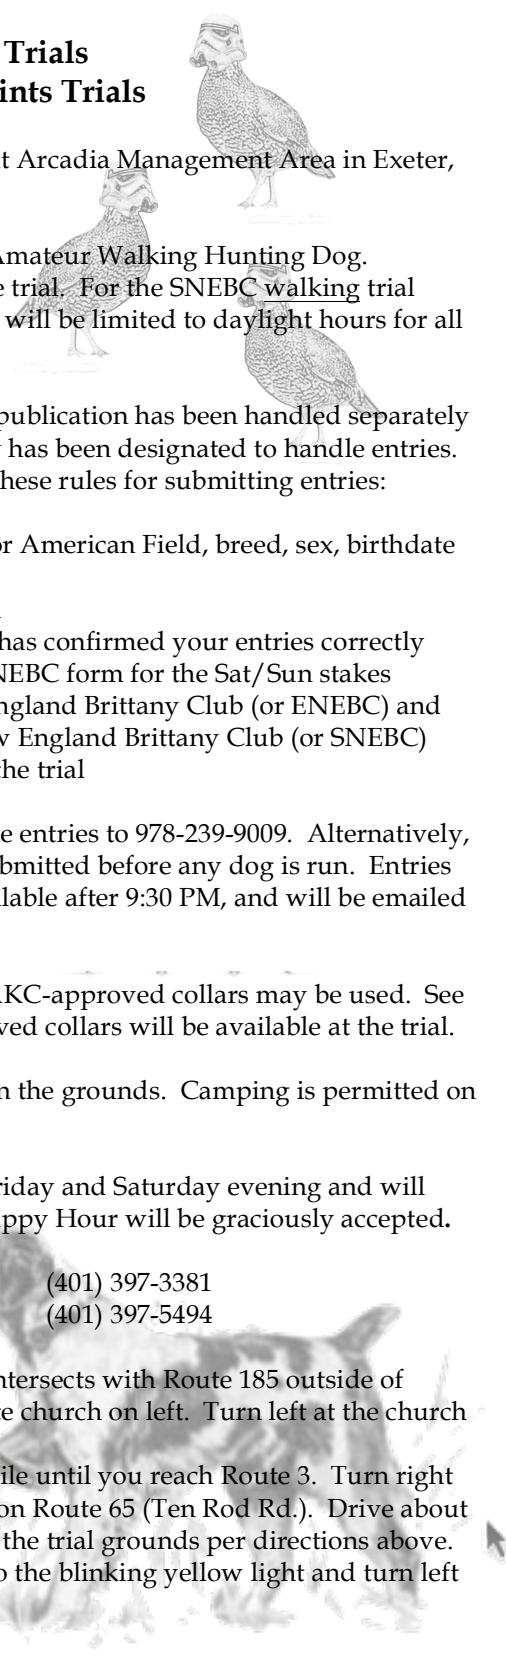 Trials
ints Trials
t Arcadia Management Area in Exeter,
Amateur Walking Hunting Dog.
e trial.  For the SNEBC walking trial
will be limited to daylight hours for all
publication has been handled separately
has been designated to handle entries.
hese rules for submitting entries:
or American Field, breed, sex, birthdate
has confirmed your entries correctly
NEBC form for the Sat/Sun stakes
ngland Brittany Club (or ENEBC) and
w England Brittany Club (or SNEBC)
the trial
e entries to 978-239-9009.  Alternatively,
bmitted before any dog is run.  Entries
ilable after 9:30 PM, and will be emailed
AKC-approved collars may be used.  See
ved collars will be available at the trial.
n the grounds.  Camping is permitted on
riday and Saturday evening and will
appy Hour will be graciously accepted.
(401) 397-3381
(401) 397-5494
ntersects with Route 185 outside of
te church on left.  Turn left at the church
ile until you reach Route 3.  Turn right
on Route 65 (Ten Rod Rd.).  Drive about
the trial grounds per directions above.
o the blinking yellow light and turn left